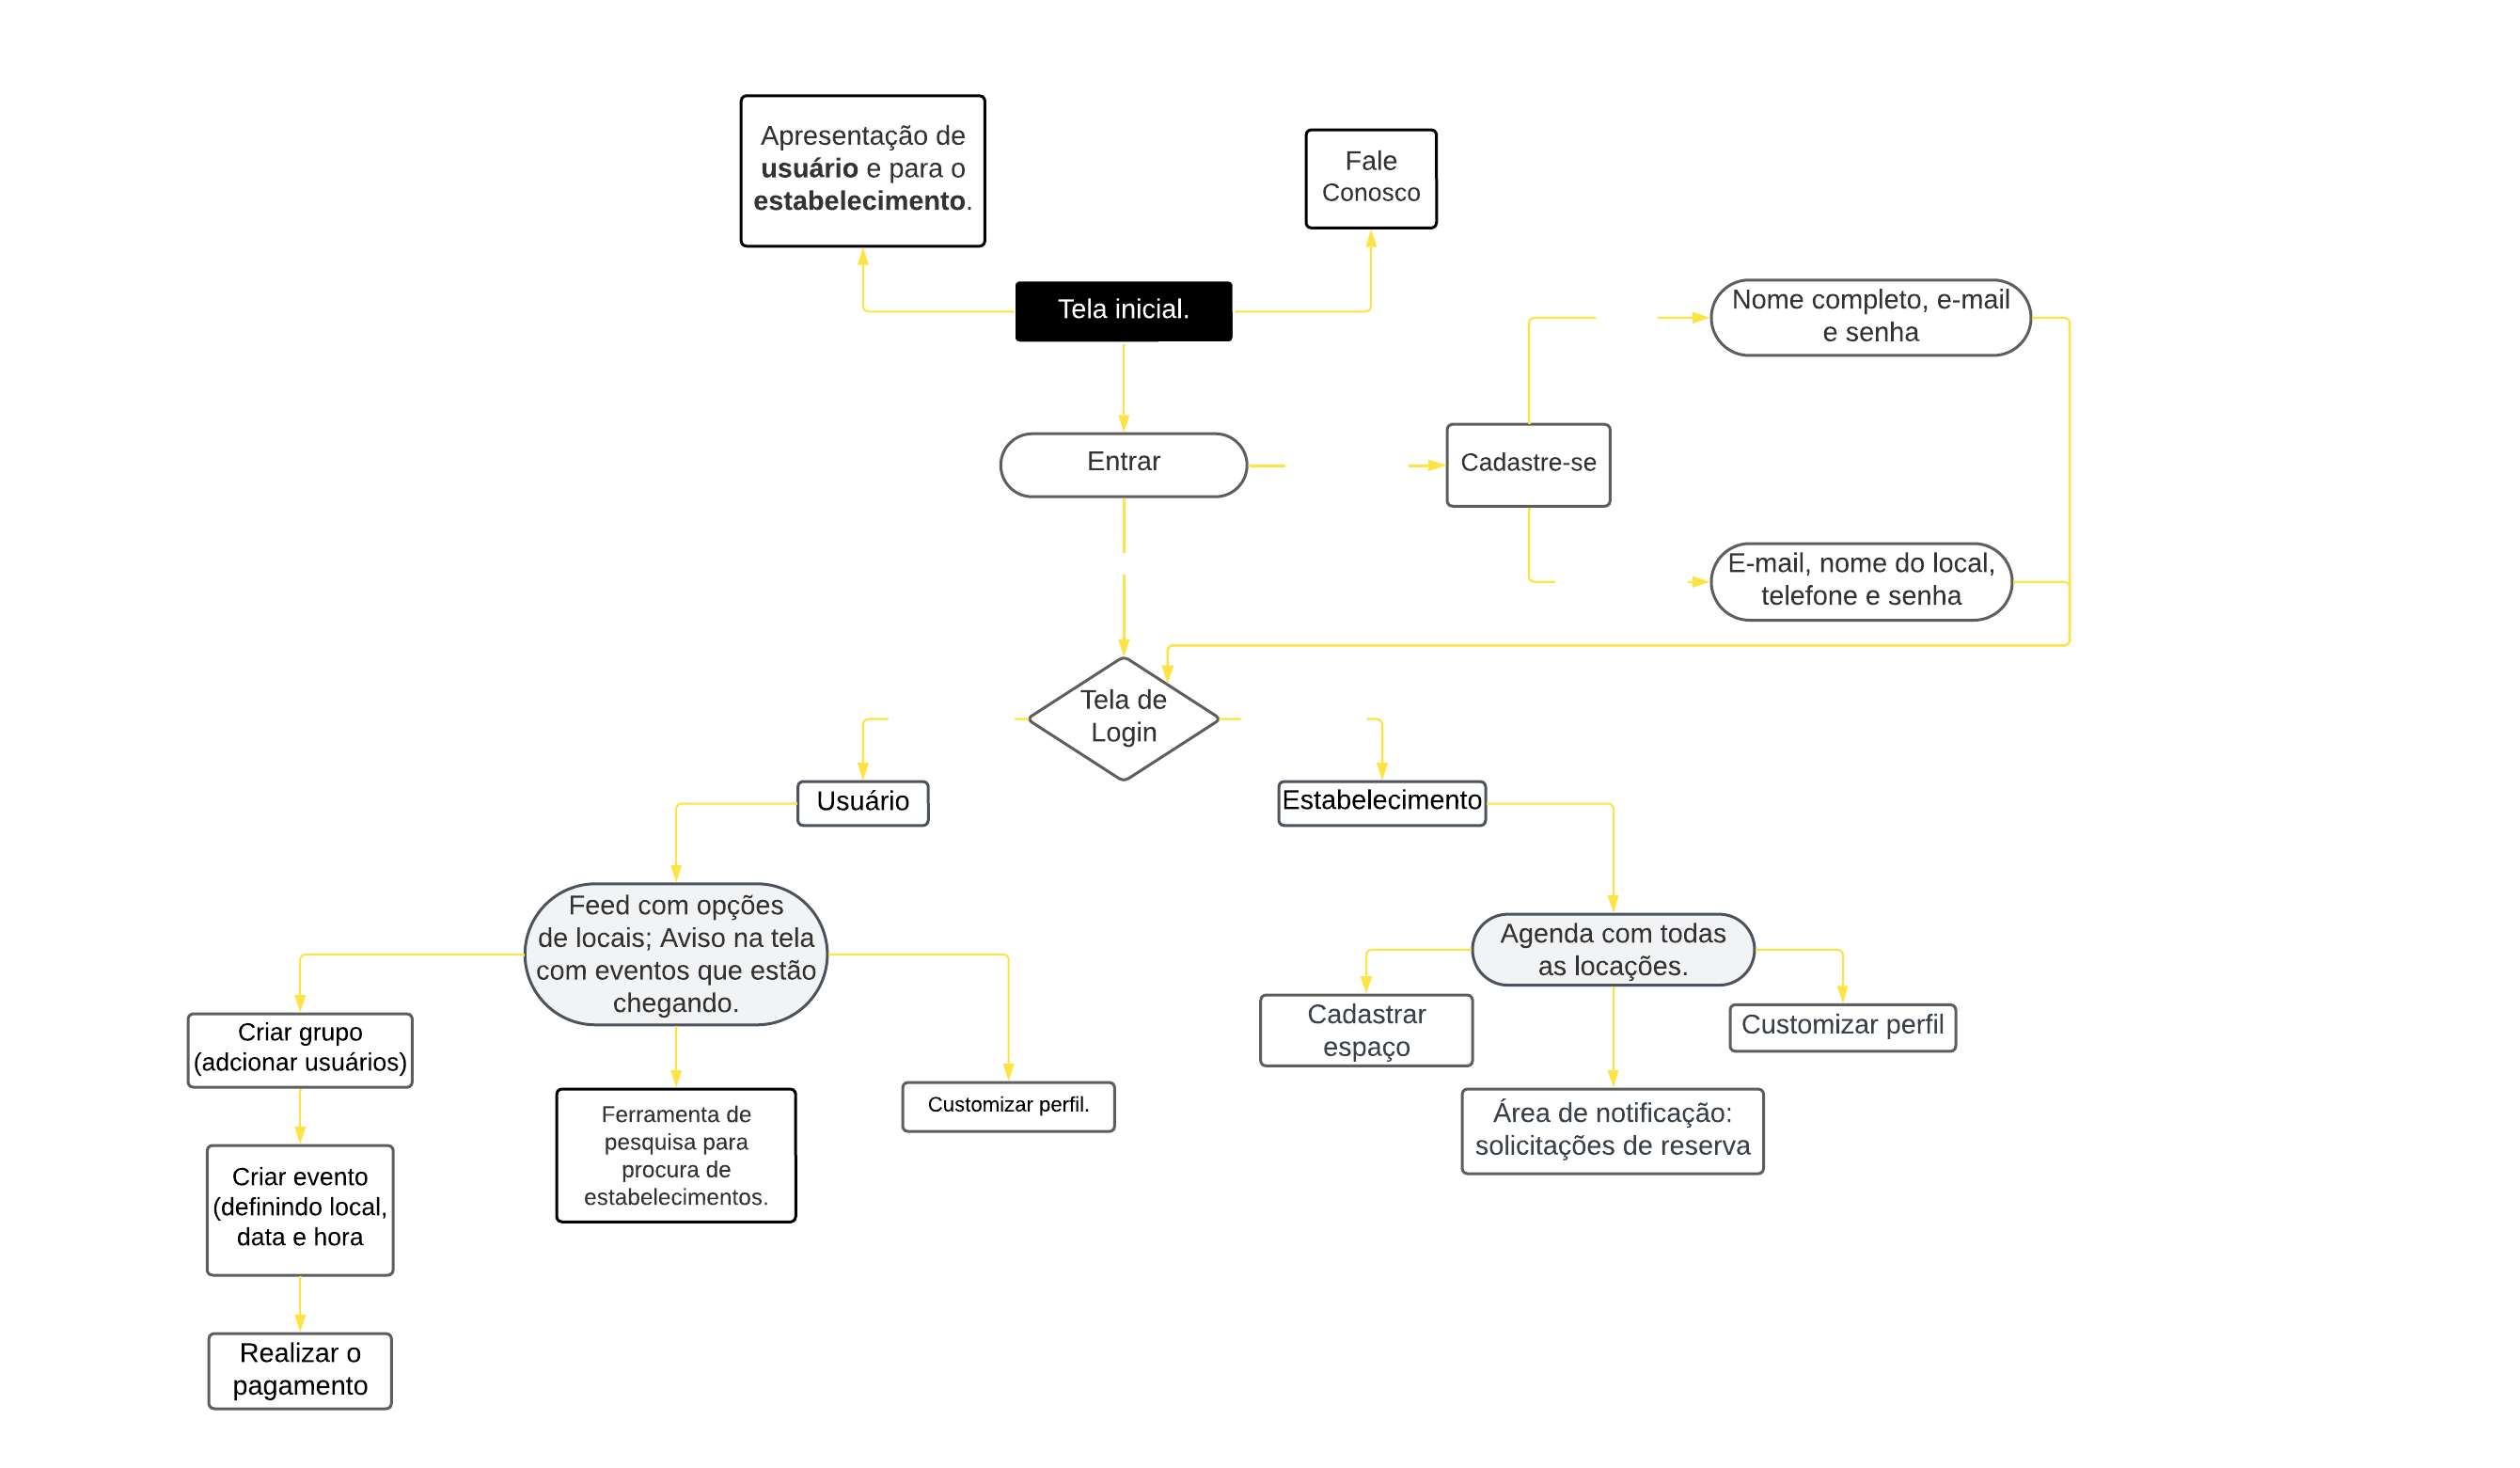 Apresentação de
usuário e para o
estabelecimento.
Fale
Conosco
Tela inicial.
Nome completo, e-mail
e senha
Entrar
Cadastre-se
E-mail, nome do local,
telefone e senha
Tela de
Login
Usuário
Estabelecimento
Feed com opções
de locais; Aviso na tela
com eventos que estão
chegando.
Agenda com todas
as locações.
Criar grupo
(adcionar usuários)
Cadastrar
espaço
Customizar perfil
Ferramenta de
pesquisa para
procura de
estabelecimentos.
Customizar perfil.
Área de notificação:
solicitações de reserva
Criar evento
(definindo local,
data e hora
Realizar o
pagamento